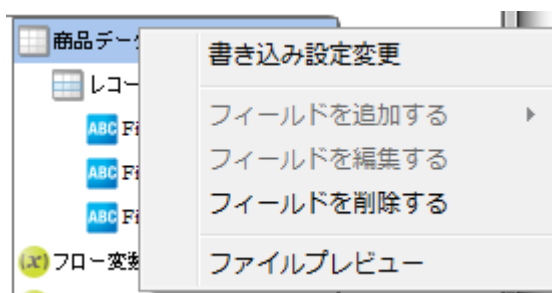 商品デー
書き込み設定変更
レコー
フィールドを追加する
ABC Fi
フィールドを編集する
ABC Fi
フィールドを削除する
ABC Fi
(x) フロー変数
ファイルプレビュー